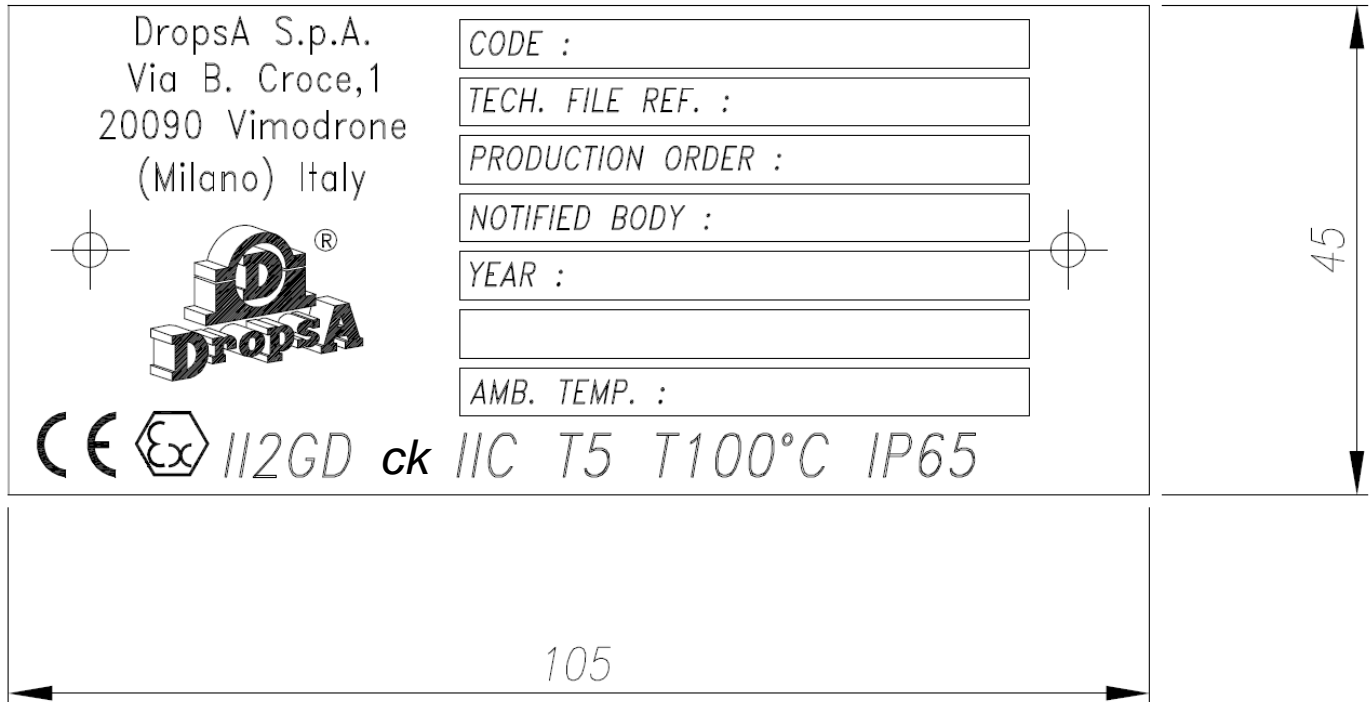 DropsA S.p.A.
Via B. Croce,1
20090 Vimodrone
(Milano) Italy
CODE :
TECH. FILE REF. :
PRODUCTION ORDER :
NOTIFIED BODY :
YEAR :
AMB. TEMP. :
D ®
DropsA
CE Ex II2GD ck IIC T5 T100°C IP65
45
105